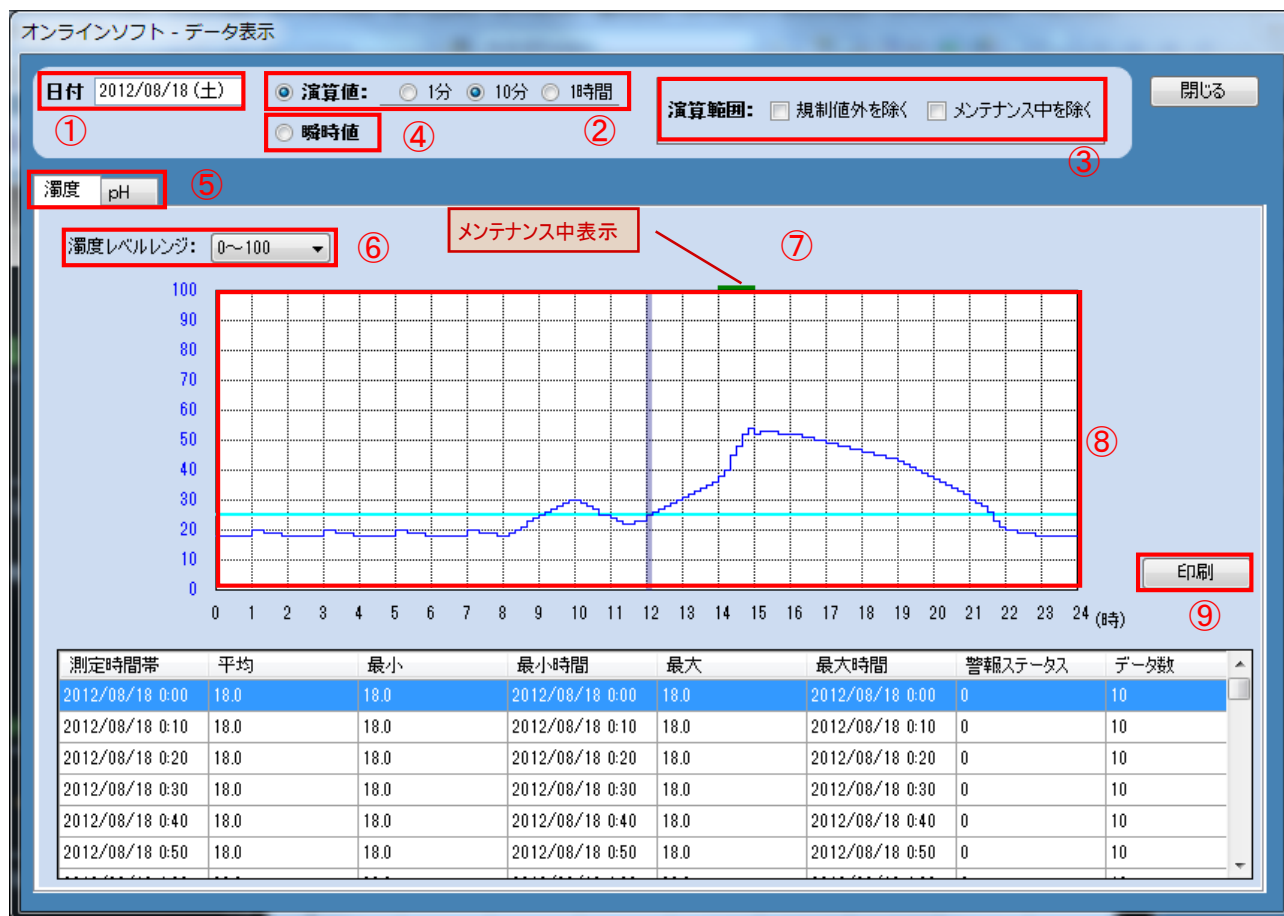 オンラインソフト - データ表示
日付 2012/08/18 (土)
①
演算値： 1分 10分 1時間
②
瞬時値
④
演算範囲： 規制値外を除く メンテナンス中を除く
③
閉じる
濁度 pH
⑤
濁度レベルレンジ： 0～100
⑥
メンテナンス中表示
⑦
100
90
80
70
60
50
40
30
20
10
0
⑧
0 1 2 3 4 5 6 7 8 9 10 11 12 13 14 15 16 17 18 19 20 21 22 23 24 (時)
印刷
⑨
測定時間帯 平均 最小 最小時間 最大 最大時間 警報ステータス データ数
2012/08/18 0:00 18.0 18.0 2012/08/18 0:00 18.0 2012/08/18 0:00 0 10
2012/08/18 0:10 18.0 18.0 2012/08/18 0:10 18.0 2012/08/18 0:10 0 10
2012/08/18 0:20 18.0 18.0 2012/08/18 0:20 18.0 2012/08/18 0:20 0 10
2012/08/18 0:30 18.0 18.0 2012/08/18 0:30 18.0 2012/08/18 0:30 0 10
2012/08/18 0:40 18.0 18.0 2012/08/18 0:40 18.0 2012/08/18 0:40 0 10
2012/08/18 0:50 18.0 18.0 2012/08/18 0:50 18.0 2012/08/18 0:50 0 10